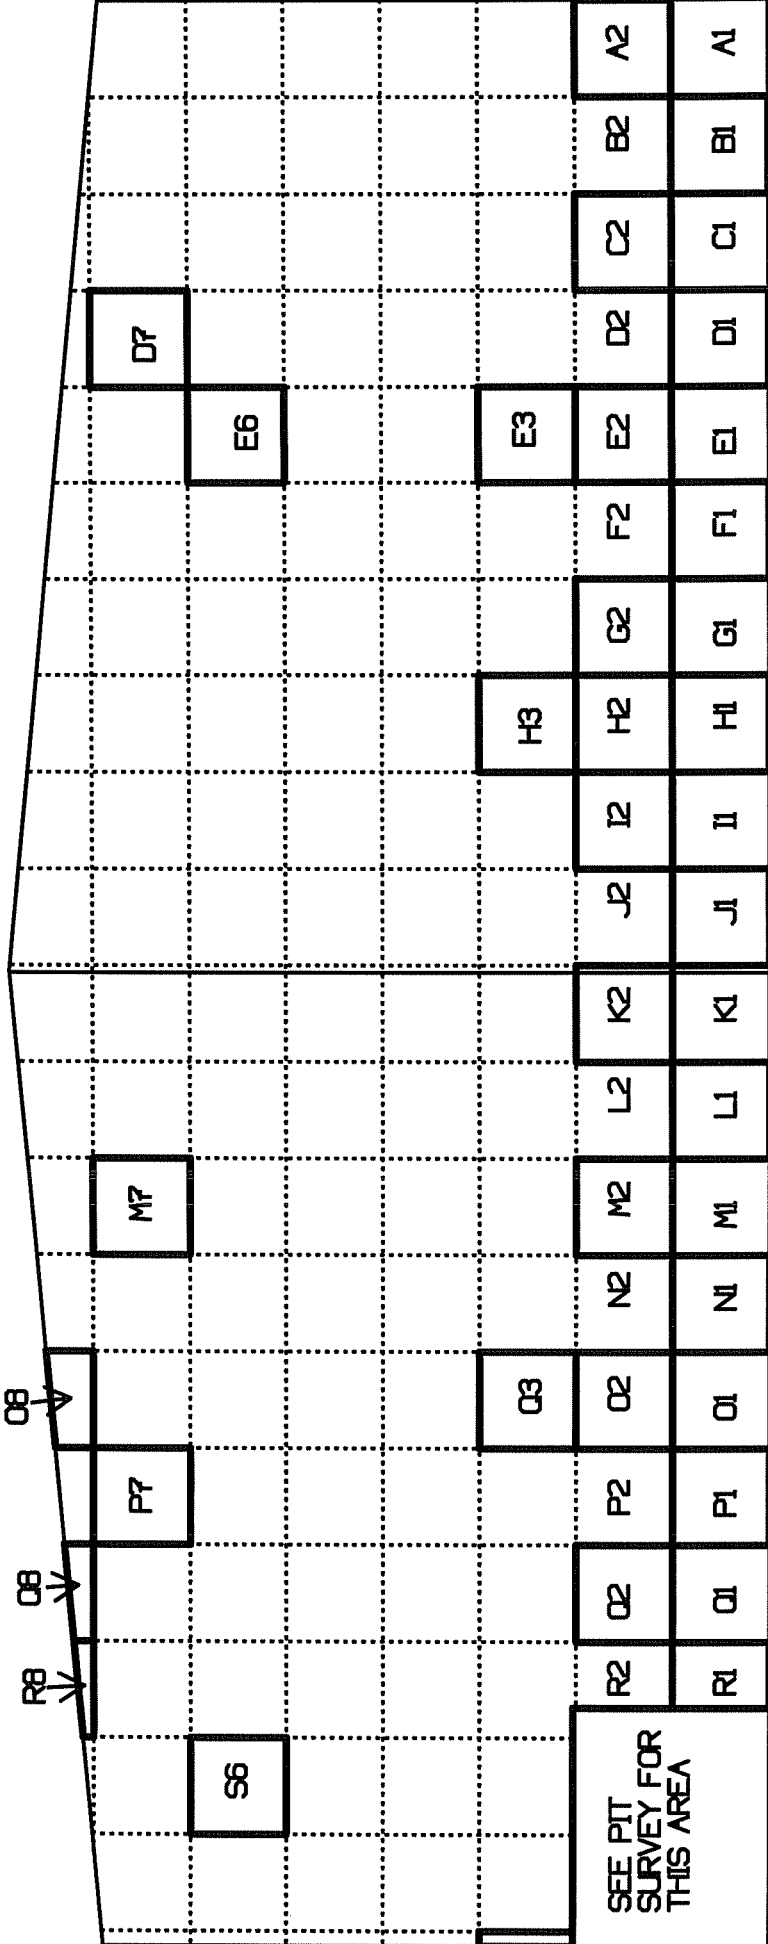 R8 Q8 O8
P7 M7 D7
S6 E6
Q3 H3 E3
SEE PIT
SURVEY FOR
THIS AREA
R2 Q2 P2 O2 N2 M2 L2 K2 J2 I2 H2 G2 F2 E2 D2 C2 B2 A2
R1 Q1 P1 O1 N1 M1 L1 K1 J1 I1 H1 G1 F1 E1 D1 C1 B1 A1